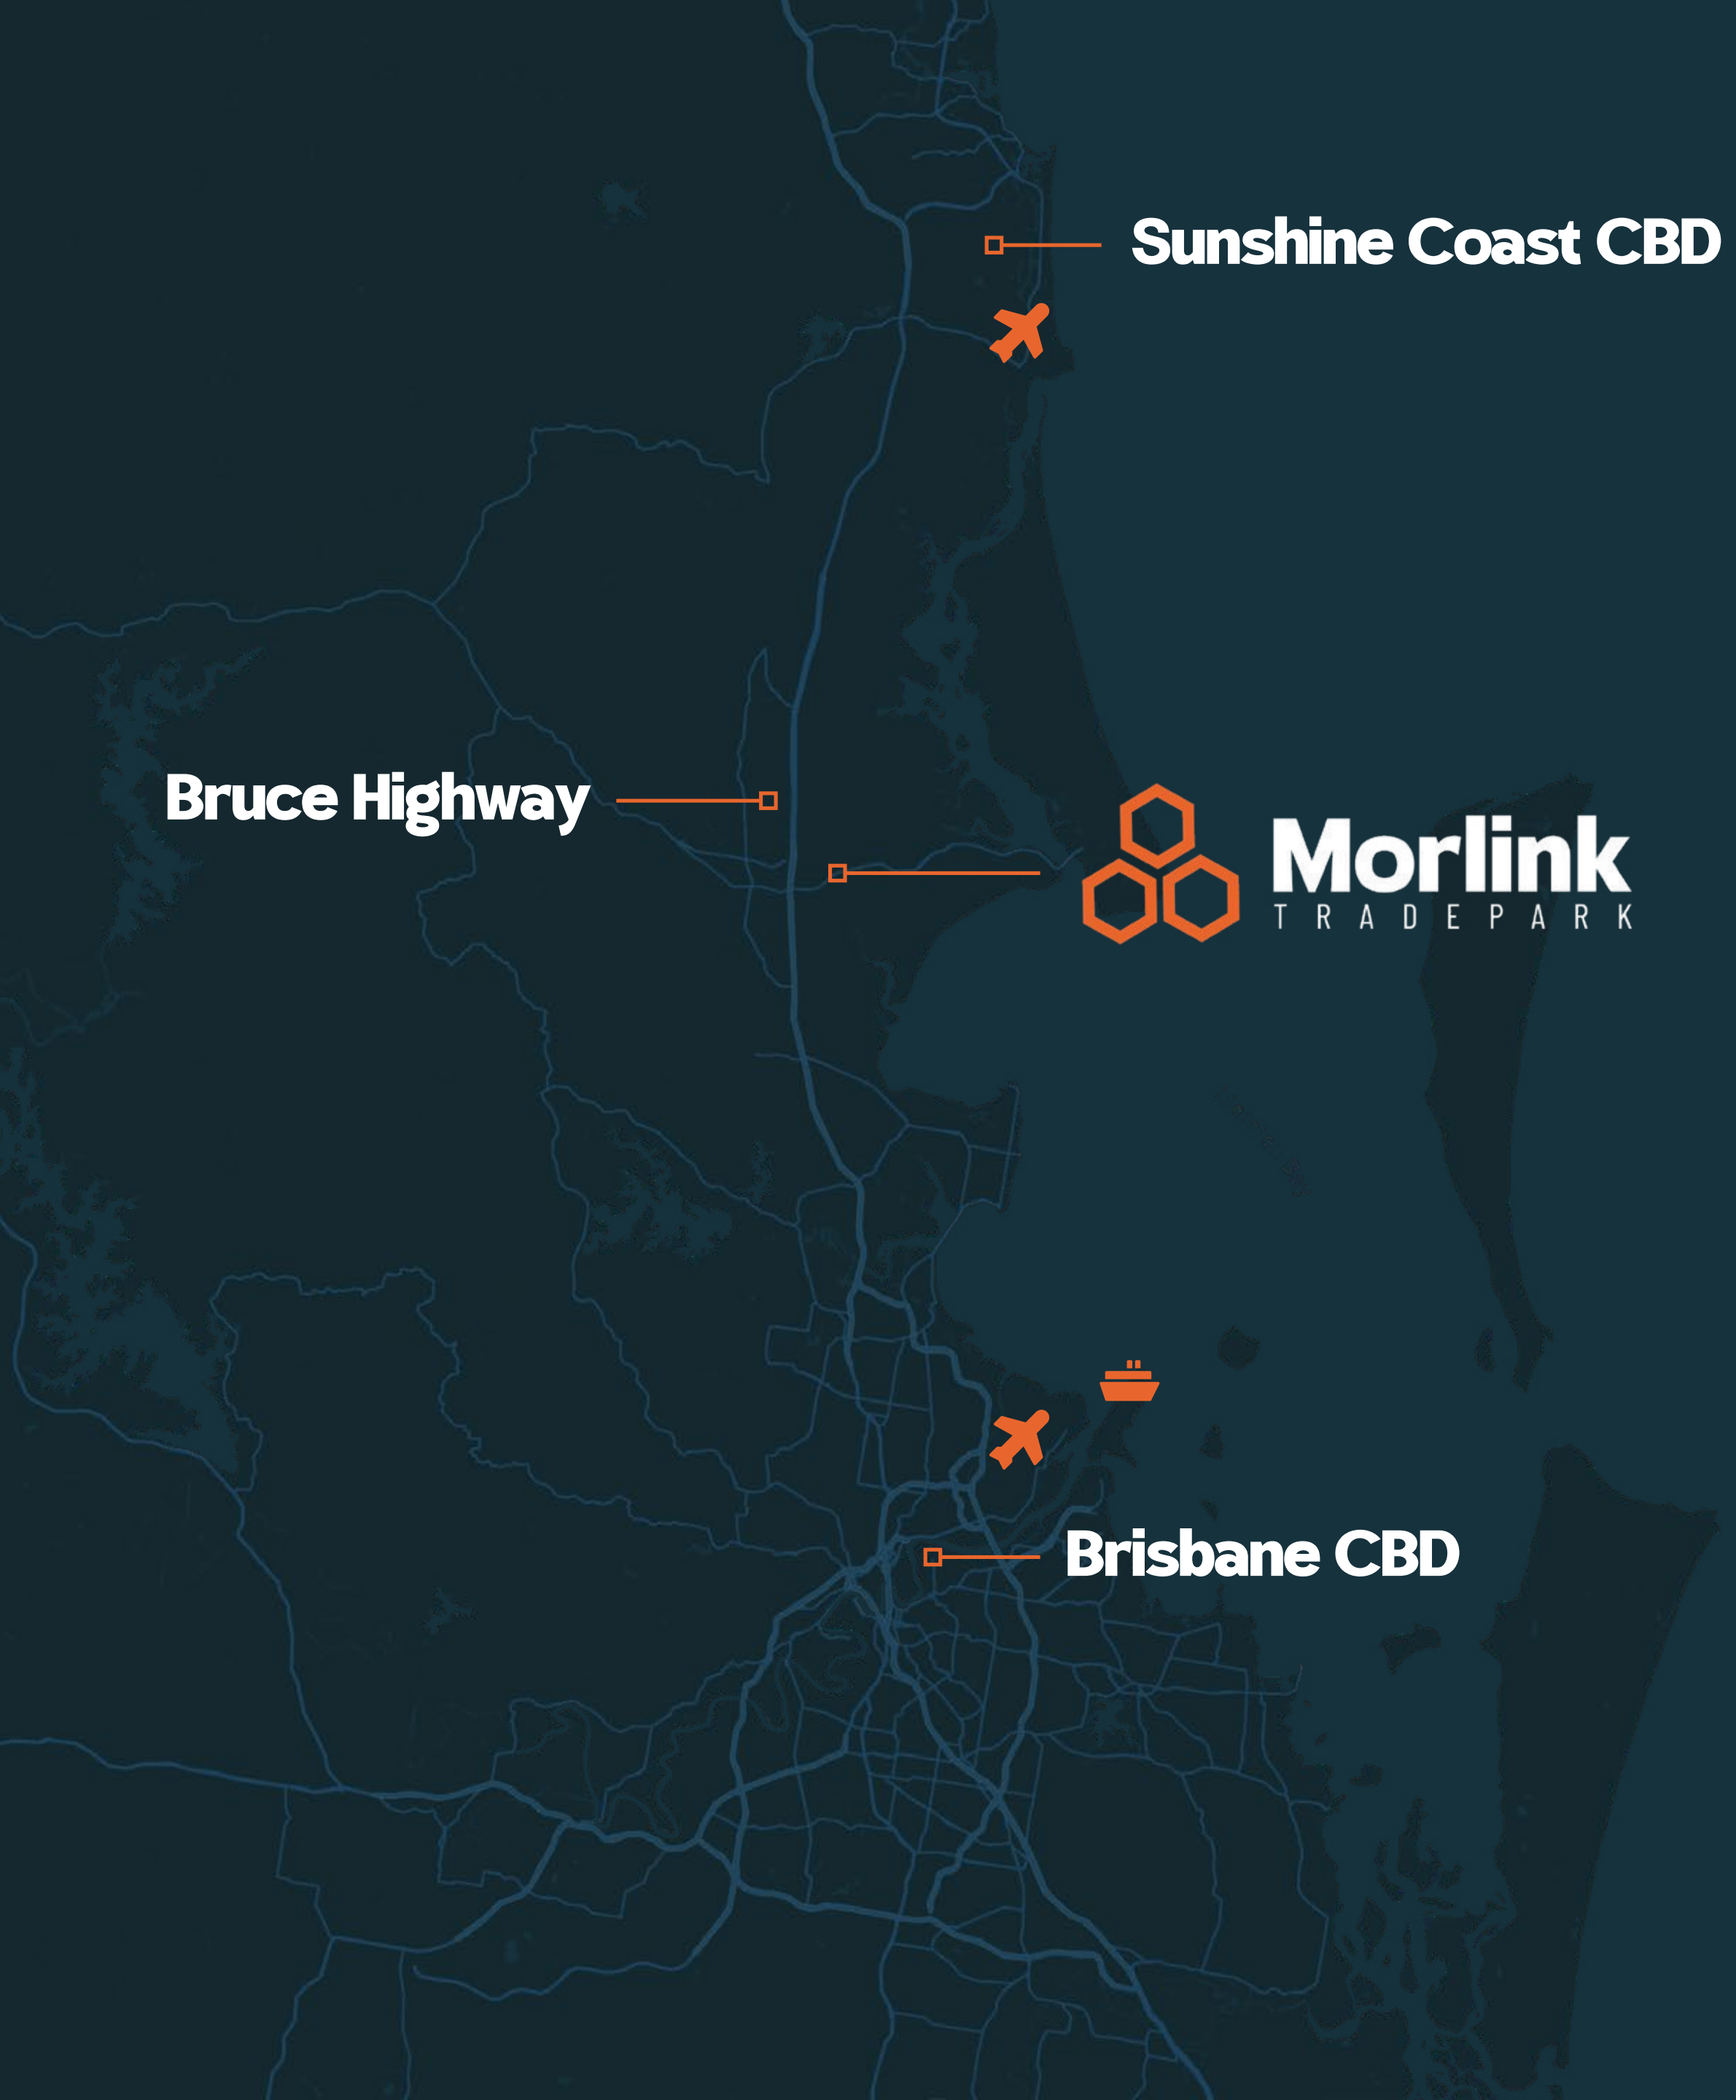 Sunshine Coast CBD
Bruce Highway
Morlink
TRADEPARK
Brisbane CBD